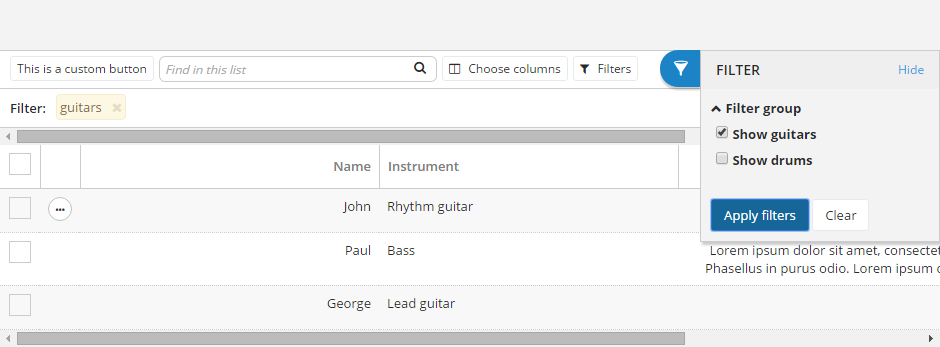 This is a custom button Find in this list Choose columns Filters
FILTER Hide
Filter: guitars
Filter group
Show guitars
Show drums
Name Instrument
John Rhythm guitar
Apply filters Clear
Paul Bass
Lorem ipsum dolor sit amet, consectet
Phasellus in purus odio. Lorem ipsum
George Lead guitar